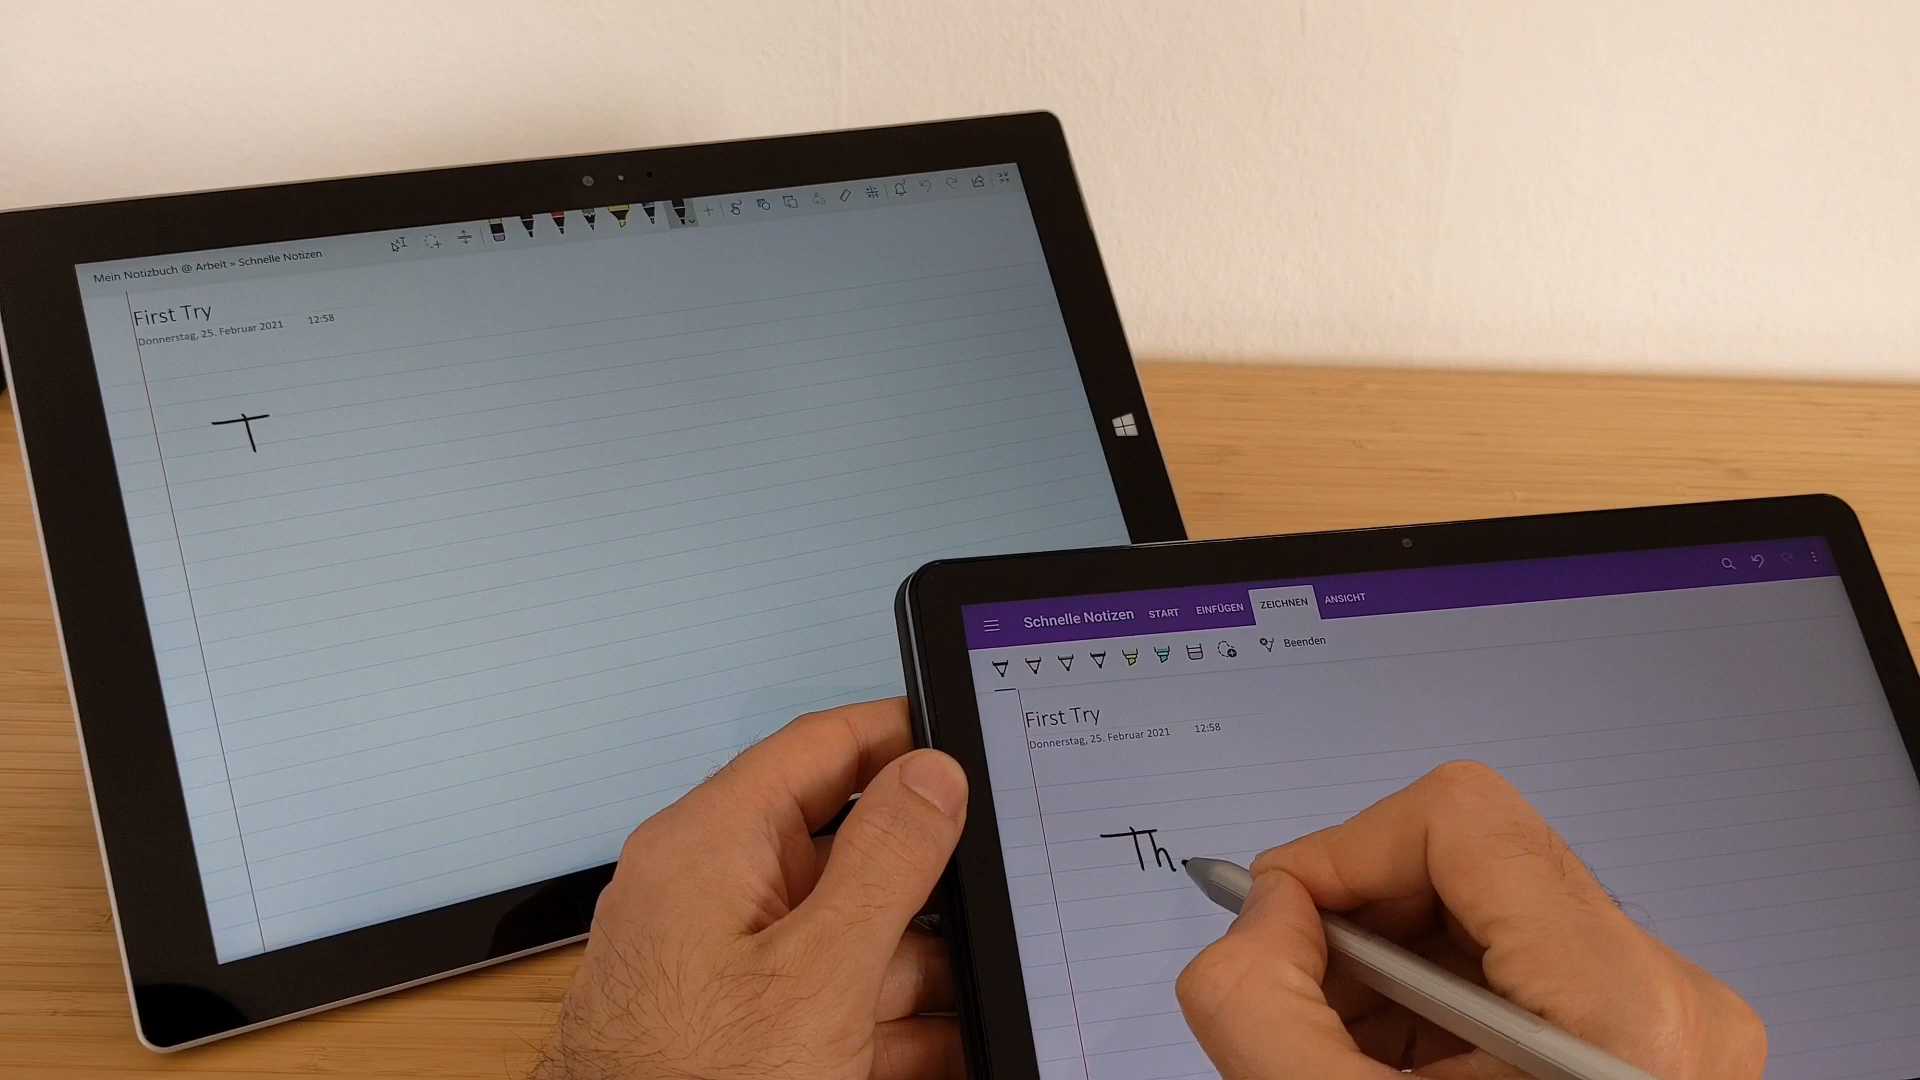 Mein Notizbuch @ Arbeit » Schnelle Notizen
First Try
Donnerstag, 25. Februar 2021 12:58
T
Schnelle Notizen START EINFÜGEN ZEICHNEN ANSICHT
Beenden
First Try
Donnerstag, 25. Februar 2021 12:58
Th